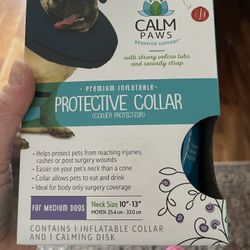 CALM
PAWS
BEHAVIOR SUPPORT
with strong velcro tabs
and security strap
PREMIUM INFLATABLE
PROTECTIVE COLLAR
(COLLIER PROTECTEUR)
• Helps protect pets from reaching injuries,
rashes or post surgery wounds
• Easier on your pet's neck than a cone
• Collar allows pets to eat and drink
• Ideal for body only surgery coverage
FOR MEDIUM DOGS
Neck Size 10"-13"
MOYEN: 25.4 cm - 33.0 cm
CONTAINS 1 INFLATABLE COLLAR
AND 1 CALMING DISK